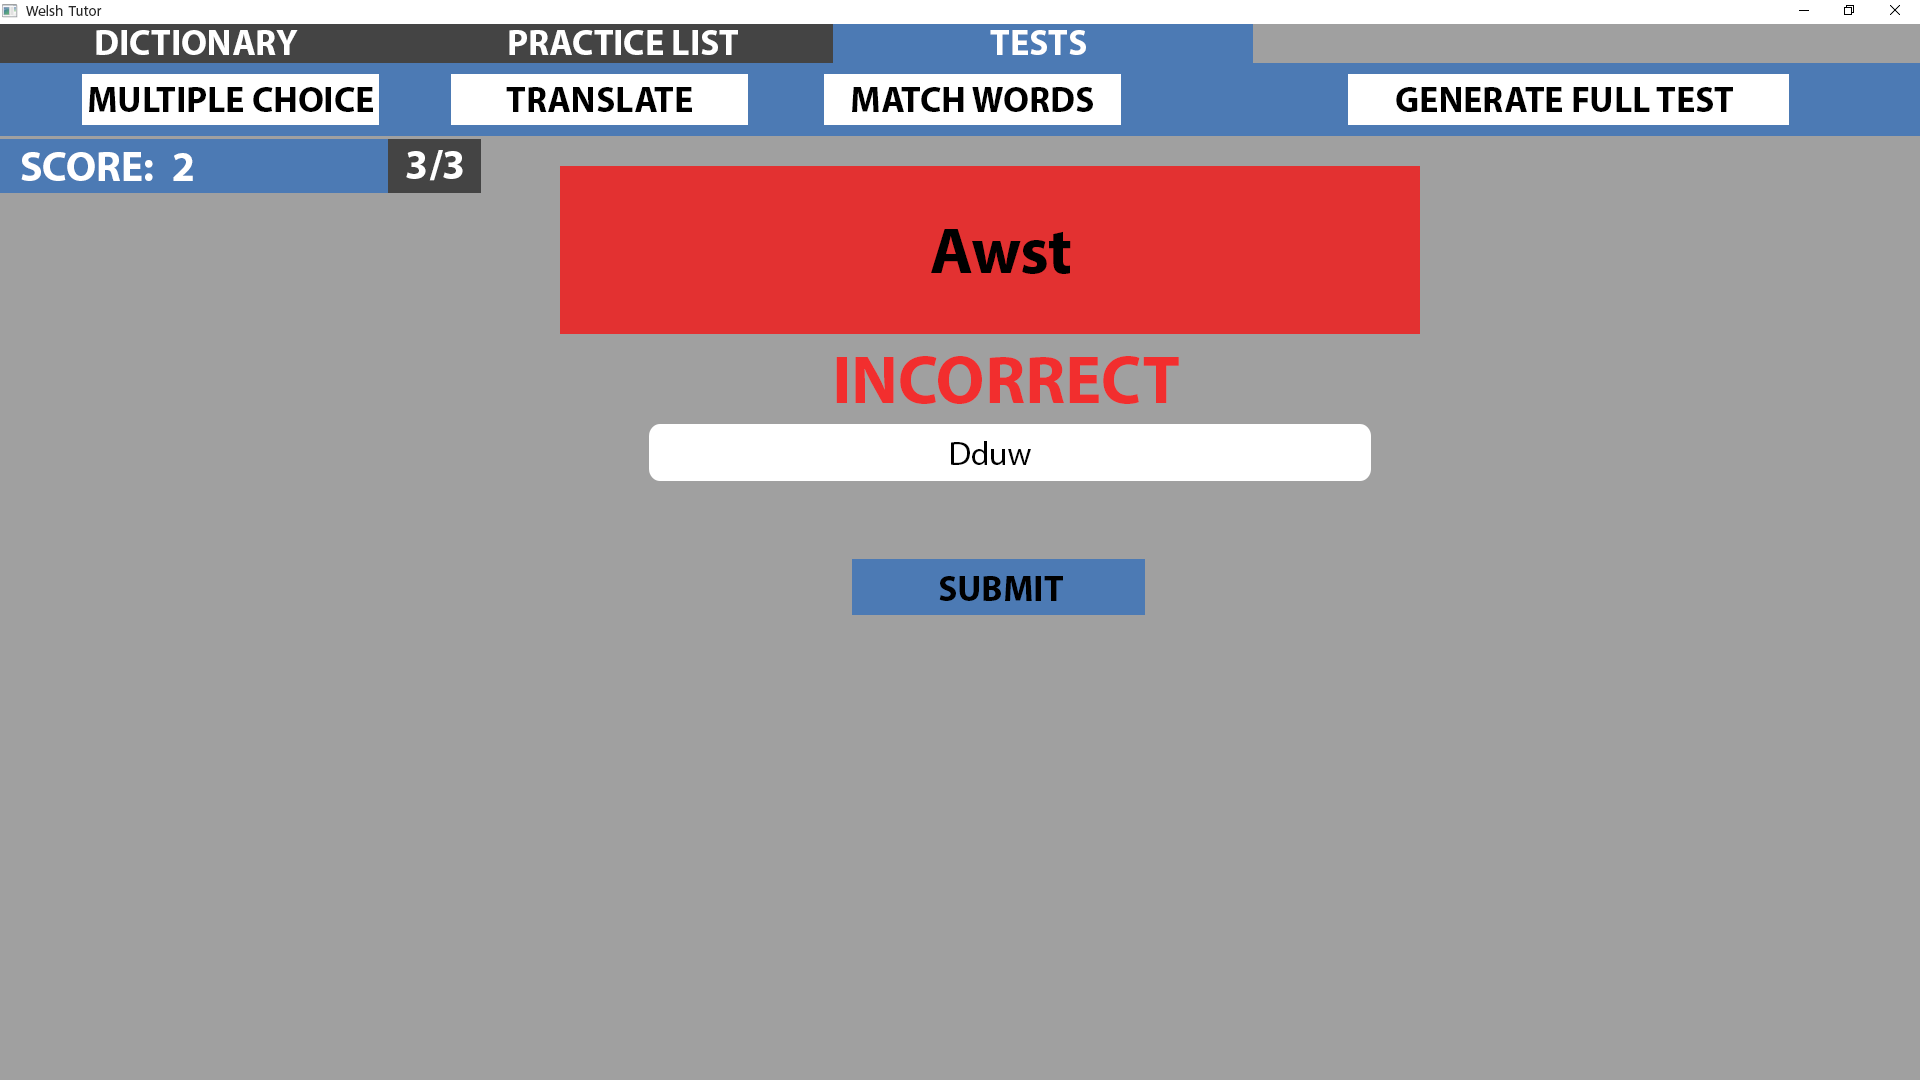 Welsh Tutor
DICTIONARY PRACTICE LIST TESTS
MULTIPLE CHOICE TRANSLATE MATCH WORDS GENERATE FULL TEST
SCORE: 2 3/3
Awst
INCORRECT
Dduw
SUBMIT